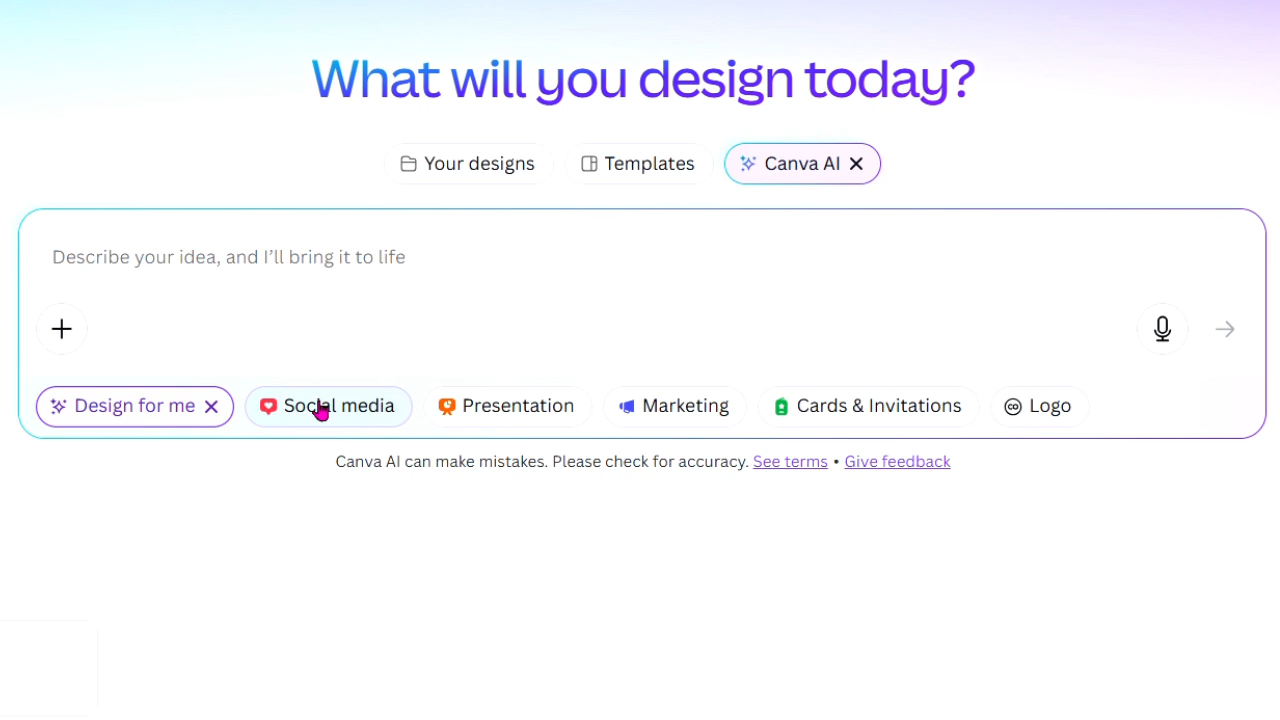 What will you design today?
Your designs Templates Canva AI
Describe your idea, and I’ll bring it to life
Design for me Social media Presentation Marketing Cards & Invitations Logo
Canva AI can make mistakes. Please check for accuracy. See terms • Give feedback